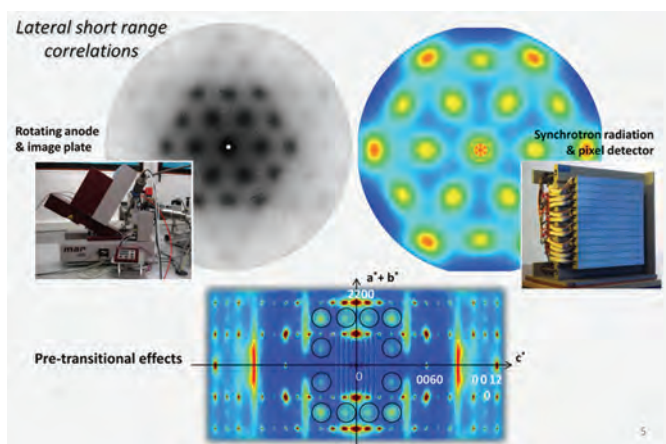 Lateral short range
correlations
Rotating anode
& image plate
Synchrotron radiation
& pixel detector
mar
a*+ b*
2200
Pre-transitional effects
c*
0
0060
0 0 12
0
5